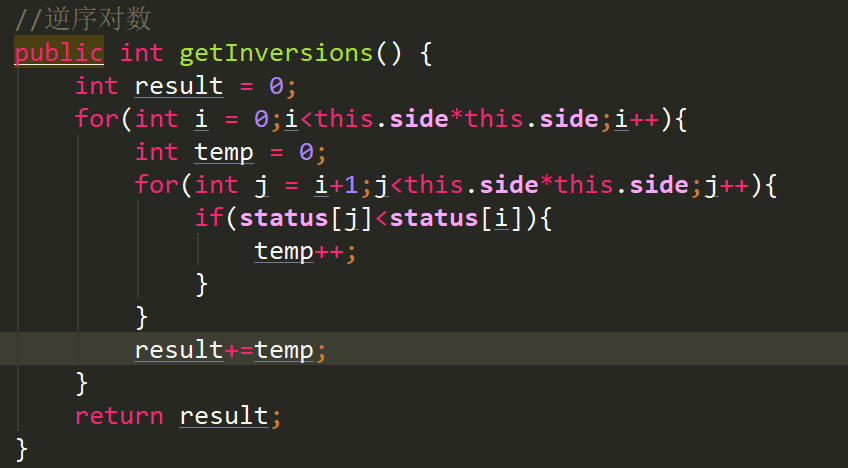 //逆序对数
public int getInversions() {
    int result = 0;
    for(int i = 0;i<this.side*this.side;i++){
        int temp = 0;
        for(int j = i+1;j<this.side*this.side;j++){
            if(status[j]<status[i]){
                temp++;
            }
        }
        result+=temp;
    }
    return result;
}